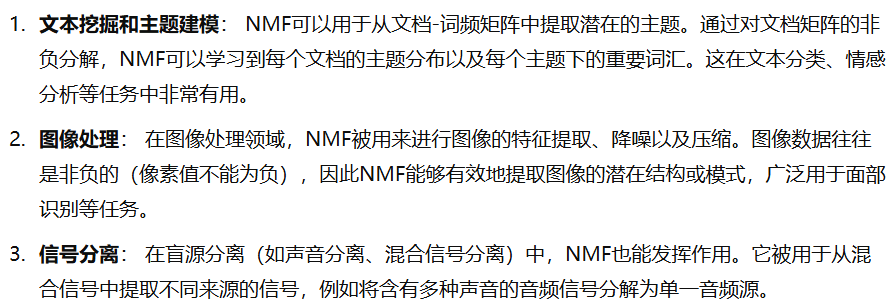 1. 文本挖掘和主题建模： NMF可以用于从文档-词频矩阵中提取潜在的主题。通过对文档矩阵的非
负分解，NMF可以学习到每个文档的主题分布以及每个主题下的重要词汇。这在文本分类、情感
分析等任务中非常有用。
2. 图像处理： 在图像处理领域，NMF被用来进行图像的特征提取、降噪以及压缩。图像数据往往
是非负的（像素值不能为负），因此NMF能够有效地提取图像的潜在结构或模式，广泛用于面部
识别等任务。
3. 信号分离： 在盲源分离（如声音分离、混合信号分离）中，NMF也能发挥作用。它被用于从混
合信号中提取不同来源的信号，例如将含有多种声音的音频信号分解为单一音频源。